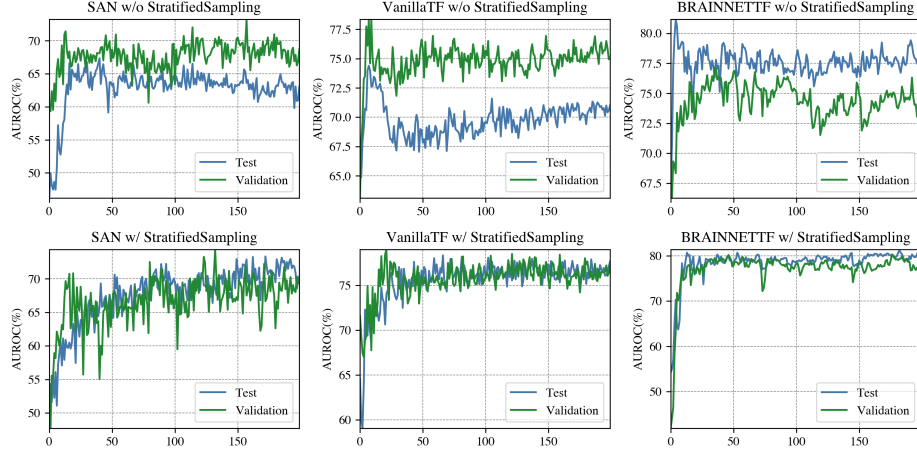 SAN w/o StratifiedSampling
AUROC(%)
70
65
60
55
50
0 50 100 150
Test
Validation
VanillaTF w/o StratifiedSampling
AUROC(%)
77.5
75.0
72.5
70.0
67.5
65.0
0 50 100 150
Test
Validation
BRAINNETTF w/o StratifiedSampling
AUROC(%)
80.0
77.5
75.0
72.5
70.0
67.5
0 50 100 150
Test
Validation
SAN w/ StratifiedSampling
AUROC(%)
70
65
60
55
50
0 50 100 150
Test
Validation
VanillaTF w/ StratifiedSampling
AUROC(%)
75
70
65
60
0 50 100 150
Test
Validation
BRAINNETTF w/ StratifiedSampling
AUROC(%)
80
70
60
50
0 50 100 150
Test
Validation